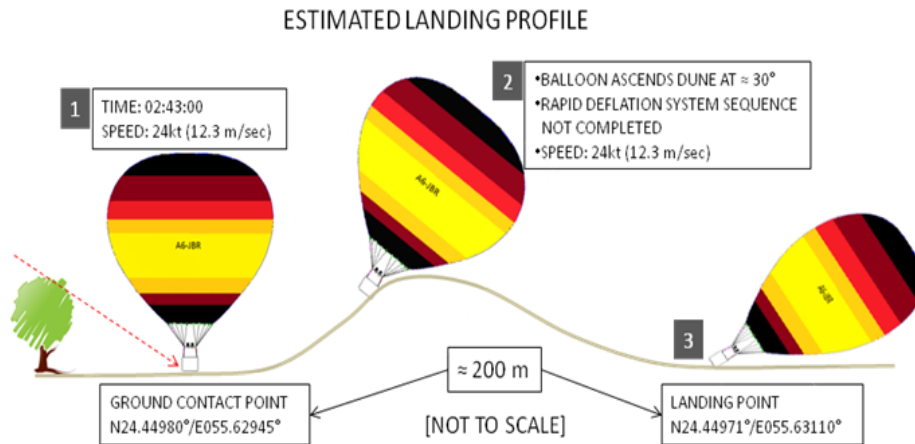 ESTIMATED LANDING PROFILE
1
TIME: 02:43:00
SPEED: 24kt (12.3 m/sec)
2
•BALLOON ASCENDS DUNE AT ≈ 30°
•RAPID DEFLATION SYSTEM SEQUENCE
NOT COMPLETED
•SPEED: 24kt (12.3 m/sec)
A6-JBR
A6-JBR
A6-JBR
3
≈ 200 m
GROUND CONTACT POINT
N24.44980°/E055.62945°
[NOT TO SCALE]
LANDING POINT
N24.44971°/E055.63110°